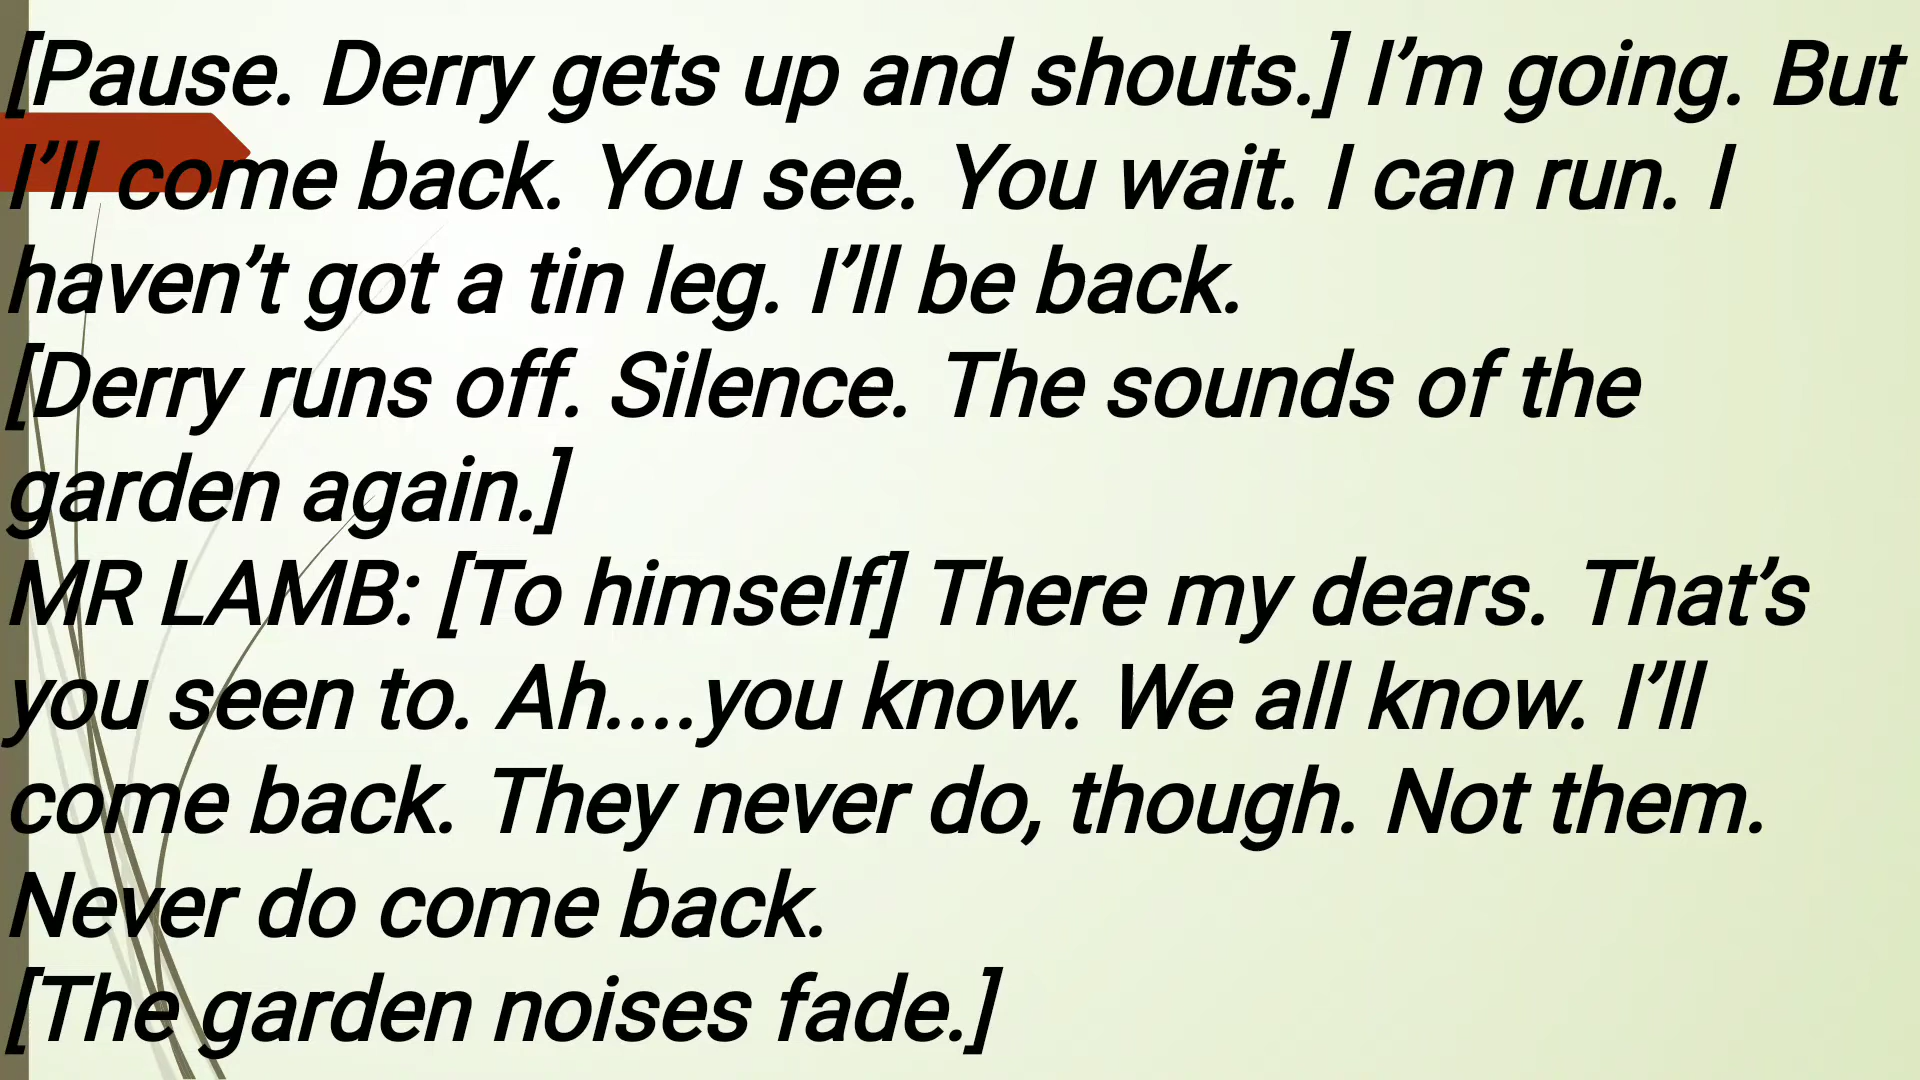 [Pause. Derry gets up and shouts.] I’m going. But
I’ll come back. You see. You wait. I can run. I
haven’t got a tin leg. I’ll be back.
[Derry runs off. Silence. The sounds of the
garden again.]
MR LAMB: [To himself] There my dears. That’s
you seen to. Ah....you know. We all know. I’ll
come back. They never do, though. Not them.
Never do come back.
[The garden noises fade.]